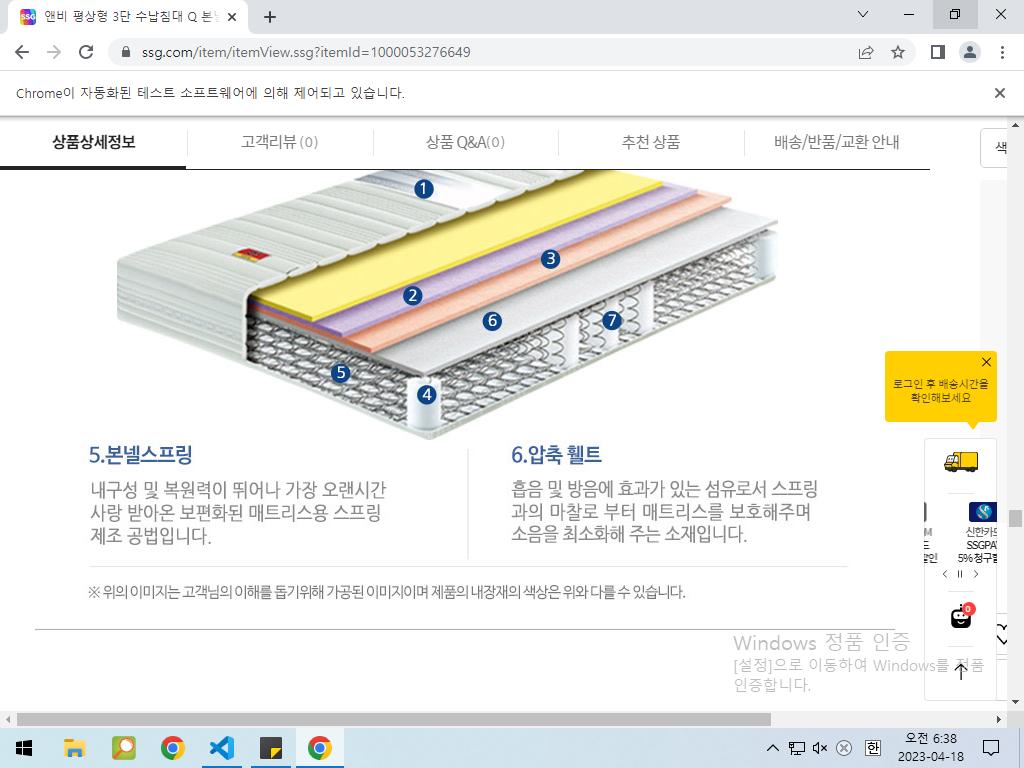 앤비 평상형 3단 수납침대 Q 본넬
ssg.com/item/itemView.ssg?itemId=1000053276649
Chrome이 자동화된 테스트 소프트웨어에 의해 제어되고 있습니다.
상품상세정보
고객리뷰 (0)
상품 Q&A(0)
추천 상품
배송/반품/교환 안내
색
1
3
2
6
7
5
4
로그인 후 배송시간을
확인해보세요
5.본넬스프링
내구성 및 복원력이 뛰어나 가장 오랜시간
사랑 받아온 보편화된 매트리스용 스프링
제조 공법입니다.
6.압축 휄트
흡음 및 방음에 효과가 있는 섬유로서 스프링
과의 마찰로 부터 매트리스를 보호해주며
소음을 최소화해 주는 소재입니다.
신한카드
SSGPAY
5% 청구할
※ 위의 이미지는 고객님의 이해를 돕기위해 가공된 이미지이며 제품의 내장재의 색상은 위와 다를 수 있습니다.
0
Windows 정품 인증
[설정]으로 이동하여 Windows를 정품
인증합니다.
한
오전 6:38
2023-04-18